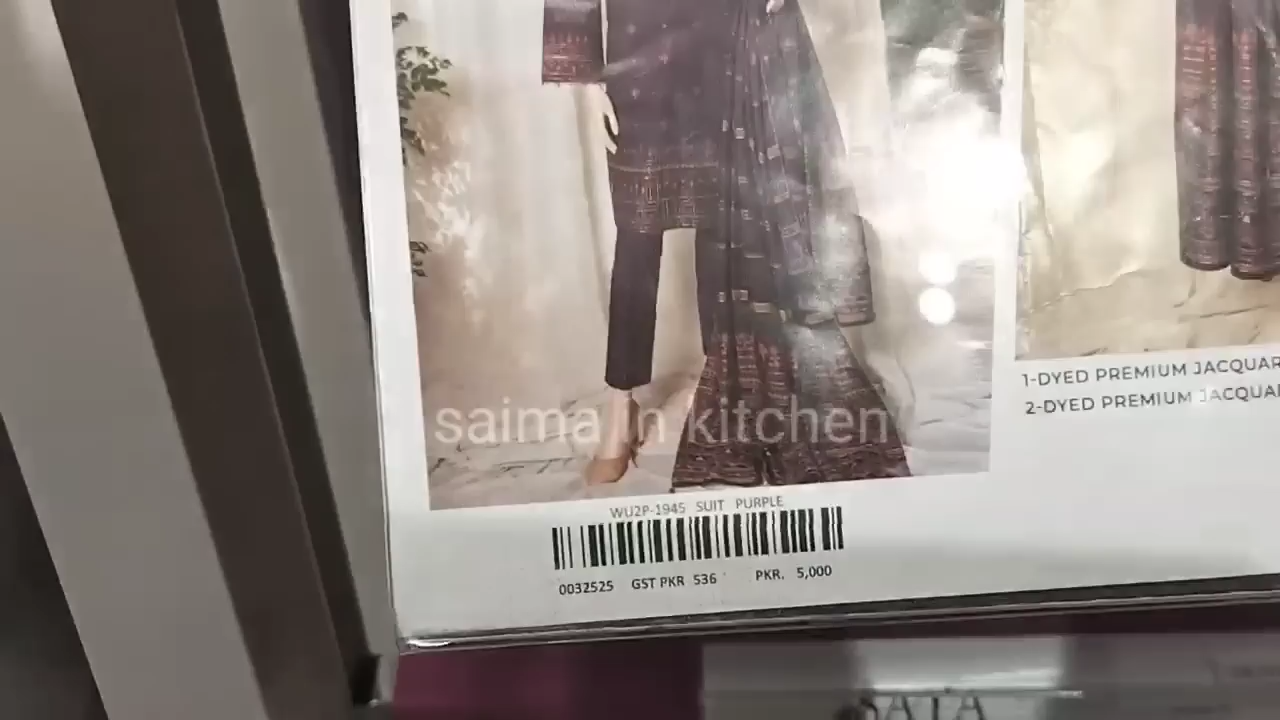 1-DYED PREMIUM JACQUAR
2-DYED PREMIUM JACQUAR
saima in kitchen
WU2P-1945 SUIT PURPLE
0032525 GST PKR 536 PKR. 5,000